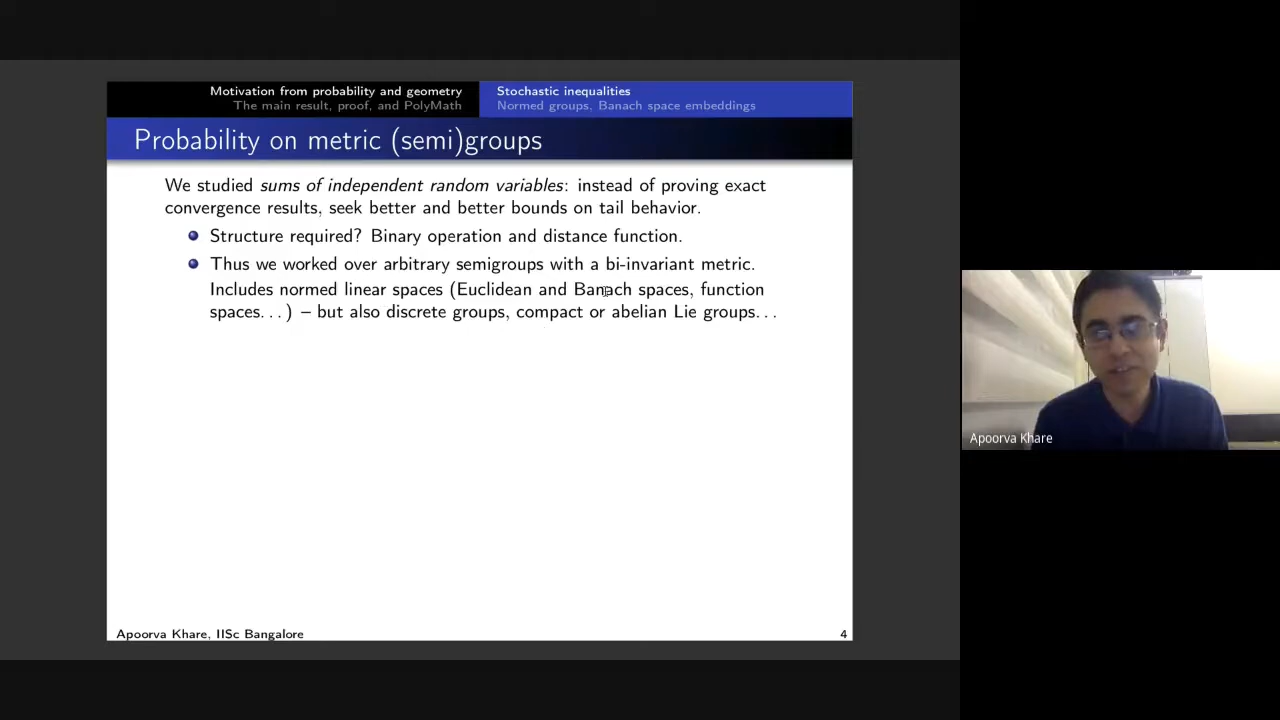 Motivation from probability and geometry
The main result, proof, and PolyMath
Stochastic inequalities
Normed groups, Banach space embeddings
Probability on metric (semi)groups
We studied sums of independent random variables: instead of proving exact
convergence results, seek better and better bounds on tail behavior.
Structure required? Binary operation and distance function.
Thus we worked over arbitrary semigroups with a bi-invariant metric.
Includes normed linear spaces (Euclidean and Banach spaces, function
spaces...) – but also discrete groups, compact or abelian Lie groups...
Apoorva Khare, IISc Bangalore
4
Apoorva Khare